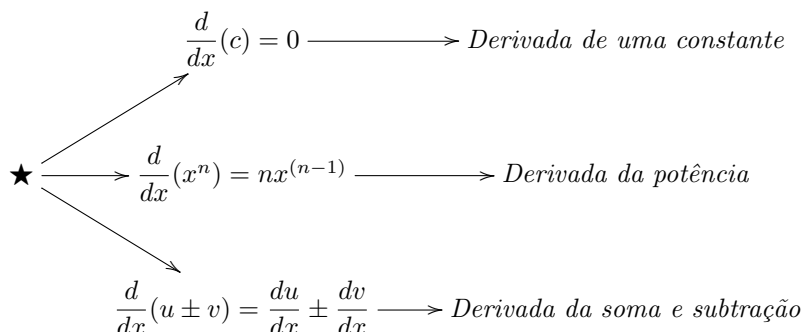 d/dx (c) = 0 Derivada de uma constante
★ d/dx (xⁿ) = nx⁽ⁿ⁻¹⁾ Derivada da potência
d/dx (u ± v) = du/dx ± dv/dx Derivada da soma e subtração